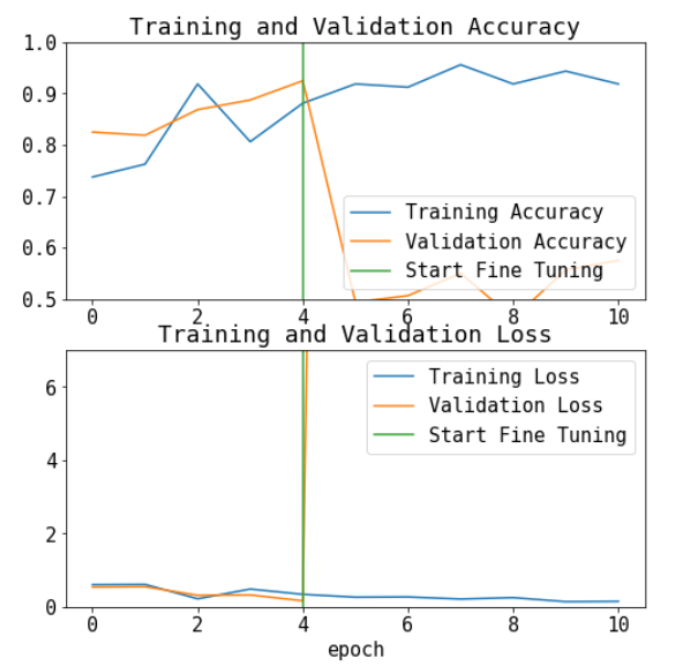 Training and Validation Accuracy
1.0
0.9
0.8
0.7
0.6
0.5
Training Accuracy
Validation Accuracy
Start Fine Tuning
0 2 4 6 8 10
Training and Validation Loss
6
4
2
0
Training Loss
Validation Loss
Start Fine Tuning
0 2 4 6 8 10
epoch